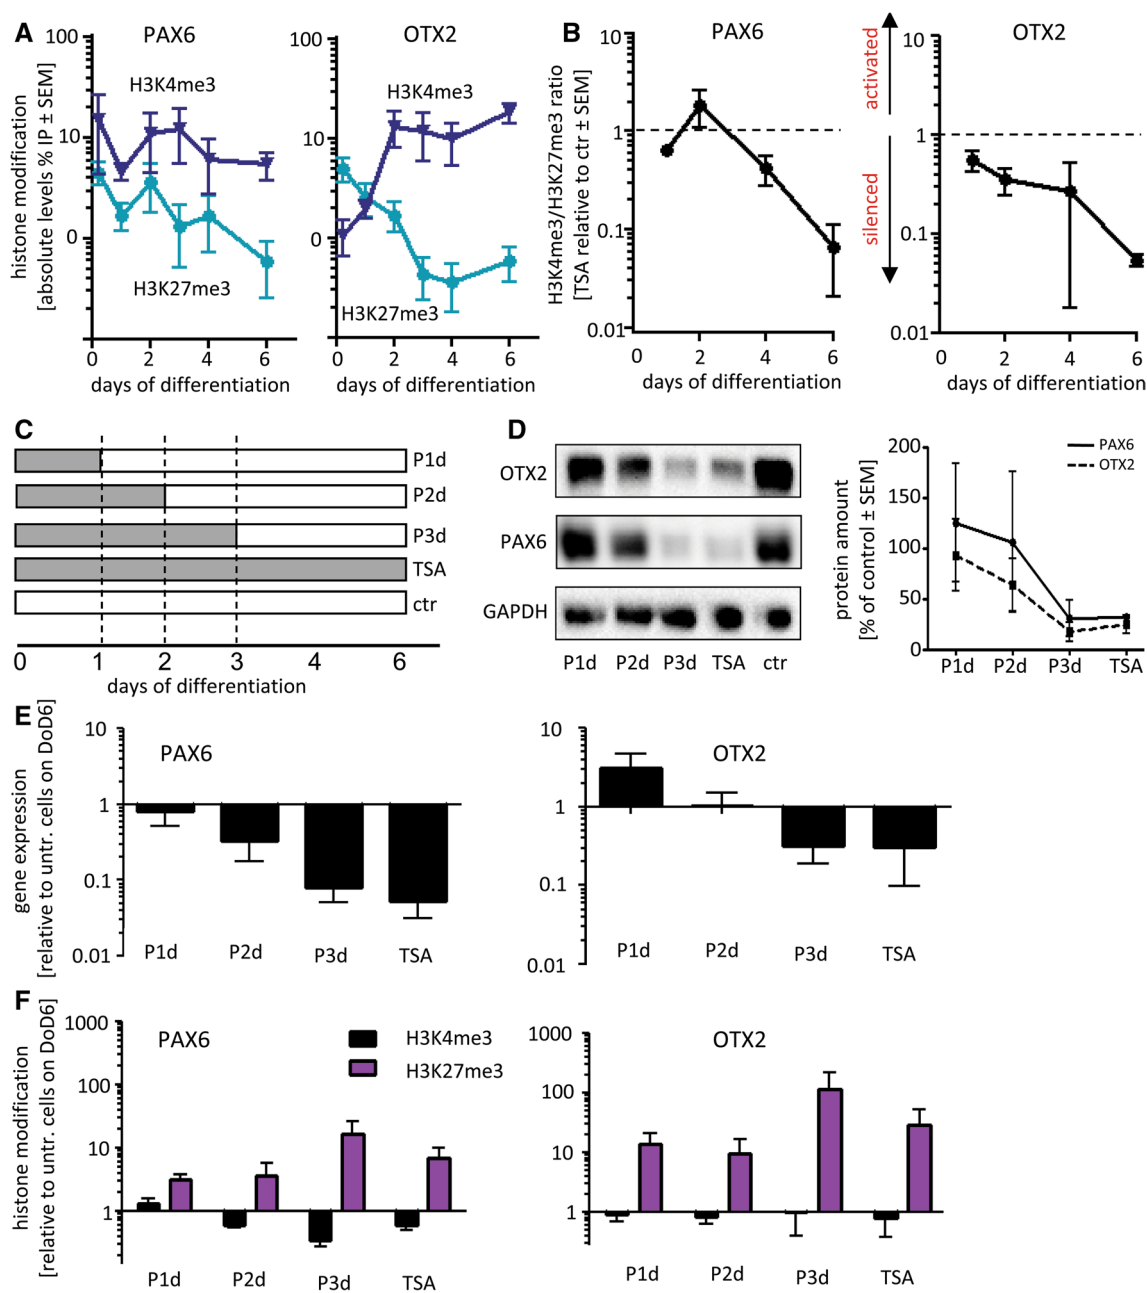 A
PAX6
OTX2
histone modification
[absolute levels % IP ± SEM]
100
10
0
H3K4me3
H3K27me3
0 2 4 6
days of differentiation
100
10
0
H3K4me3
H3K27me3
0 2 4 6
days of differentiation
B
PAX6
OTX2
H3K4me3/H3K27me3 ratio
[TSA relative to ctr ± SEM]
10
1
0.1
0.01
0 2 4 6
days of differentiation
activated
silenced
10
1
0.1
0.01
0 2 4 6
days of differentiation
C
P1d
P2d
P3d
TSA
ctr
0 1 2 3 4 6
days of differentiation
D
OTX2
PAX6
GAPDH
P1d P2d P3d TSA ctr
protein amount
[% of control ± SEM]
200
150
100
50
0
PAX6
OTX2
P1d P2d P3d TSA
E
gene expression
[relative to untr. cells on DoD6]
PAX6
10
1
0.1
0.01
P1d P2d P3d TSA
OTX2
10
1
0.1
0.01
P1d P2d P3d TSA
F
histone modification
[relative to untr. cells on DoD6]
PAX6
1000
100
10
1
H3K4me3
H3K27me3
P1d P2d P3d TSA
OTX2
1000
100
10
1
P1d P2d P3d TSA